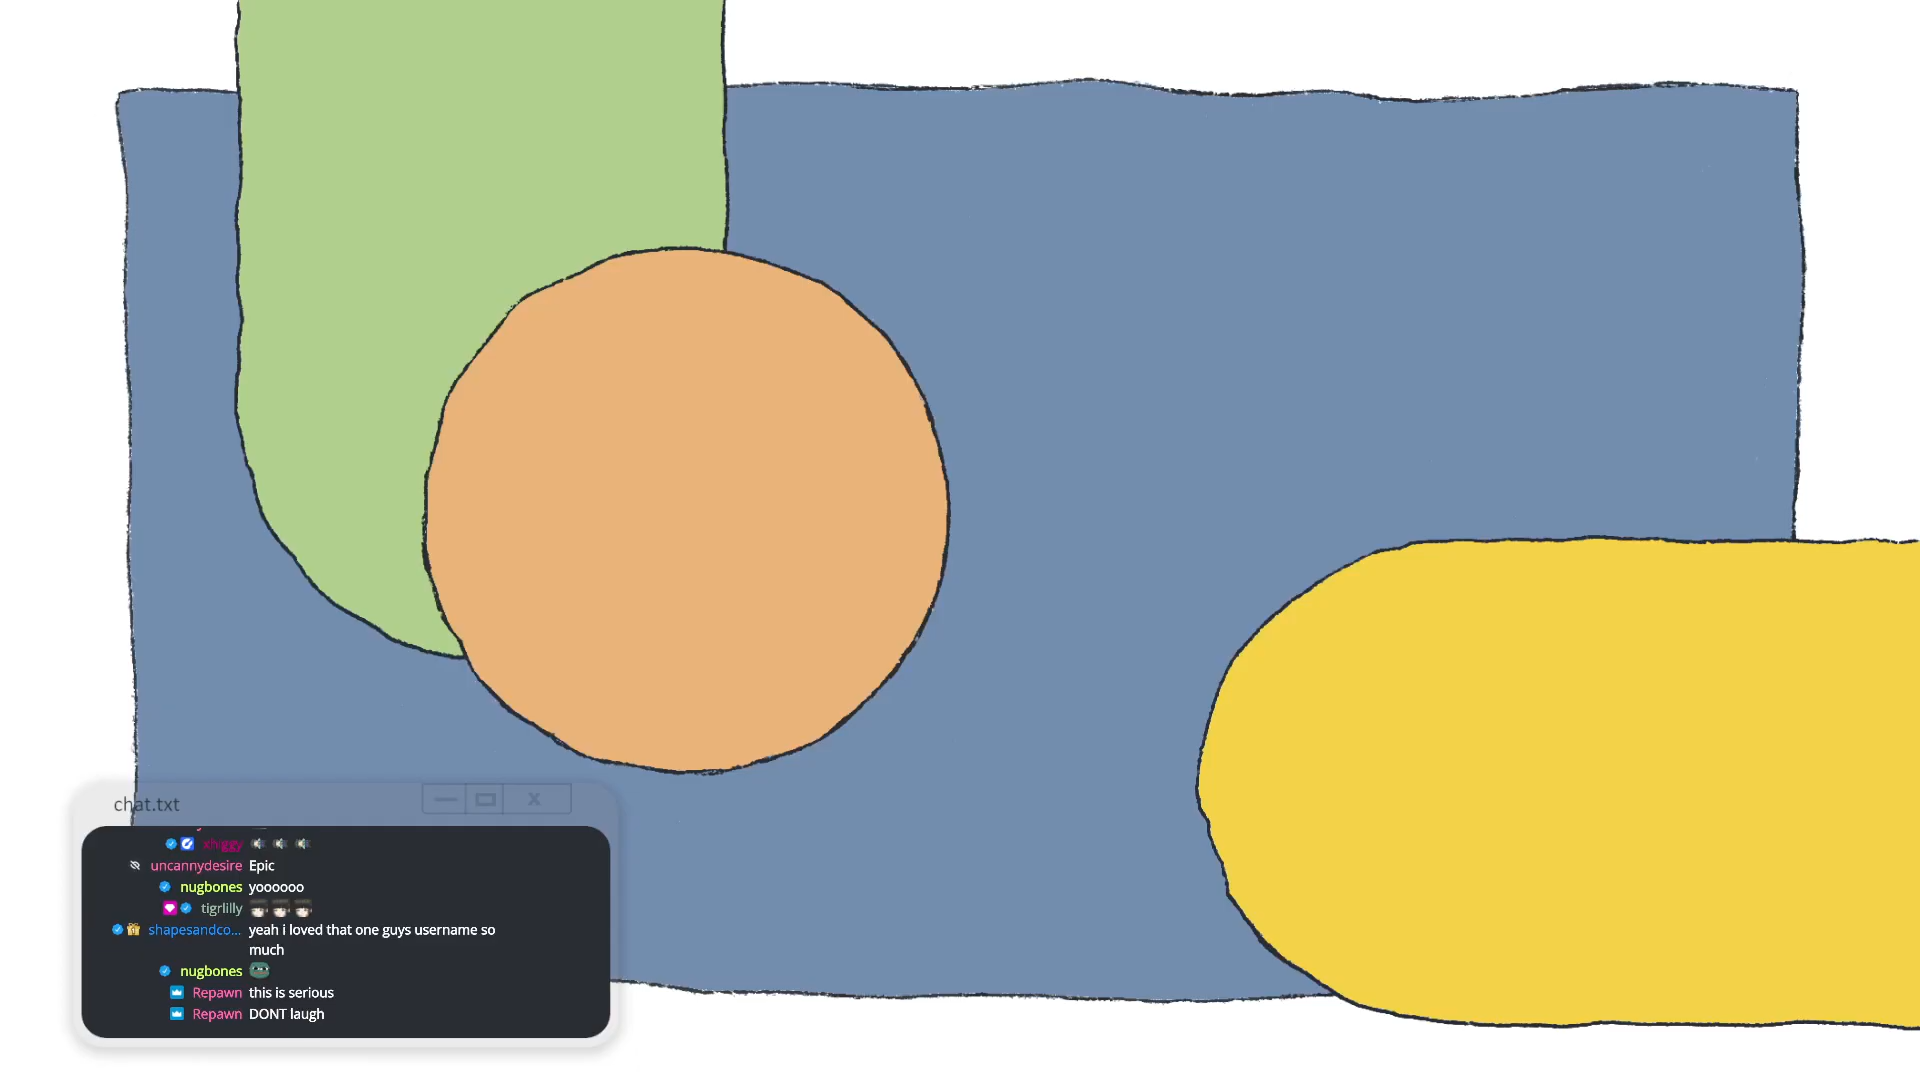 chat.txt
xhiggy
uncannydesire Epic
nugbones yoooooo
tigrlilly
shapesandco... yeah i loved that one guys username so
much
nugbones
Repawn this is serious
Repawn DONT laugh